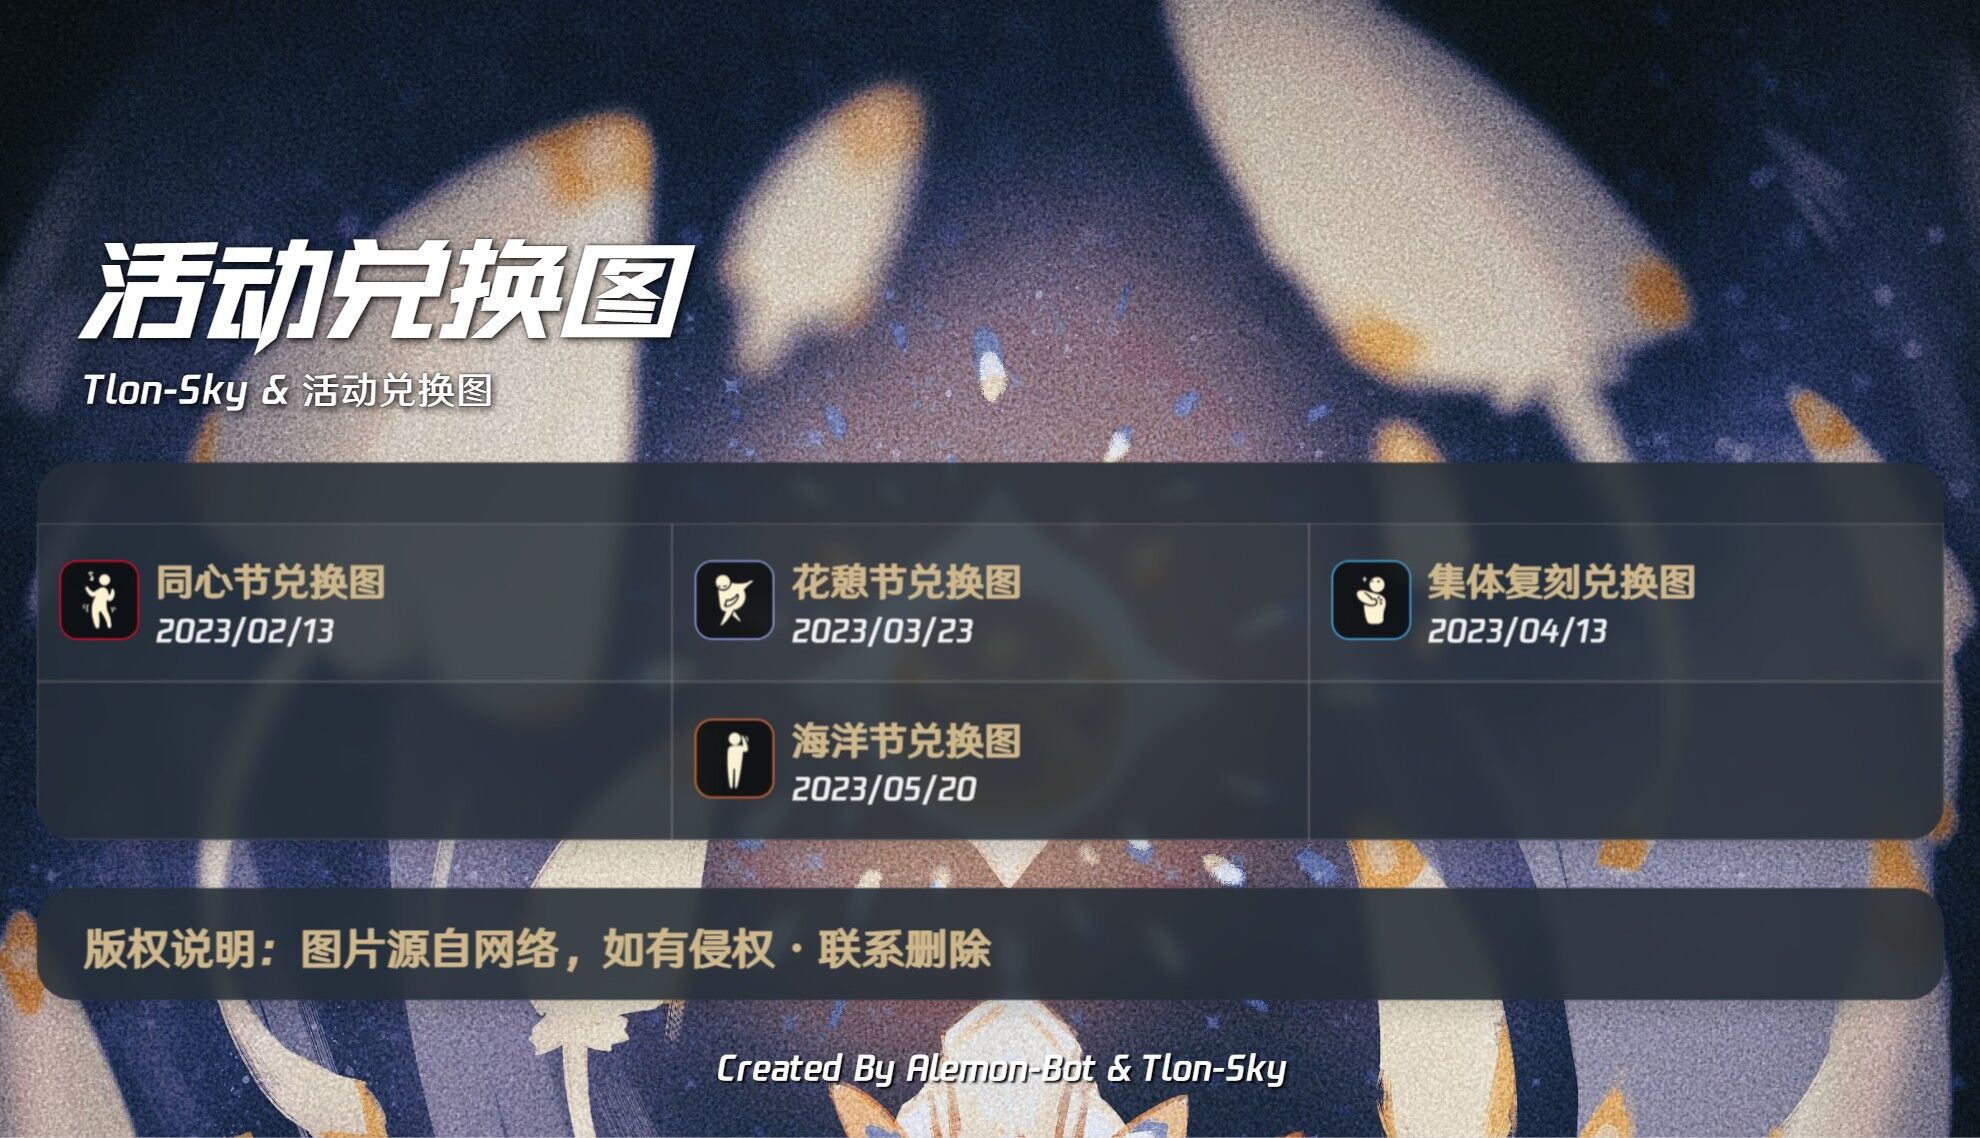 活动兑换图
Tlon-Sky & 活动兑换图
同心节兑换图
2023/02/13
花憩节兑换图
2023/03/23
集体复刻兑换图
2023/04/13
海洋节兑换图
2023/05/20
版权说明：图片源自网络，如有侵权·联系删除
Created By Alemon-Bot & Tlon-Sky